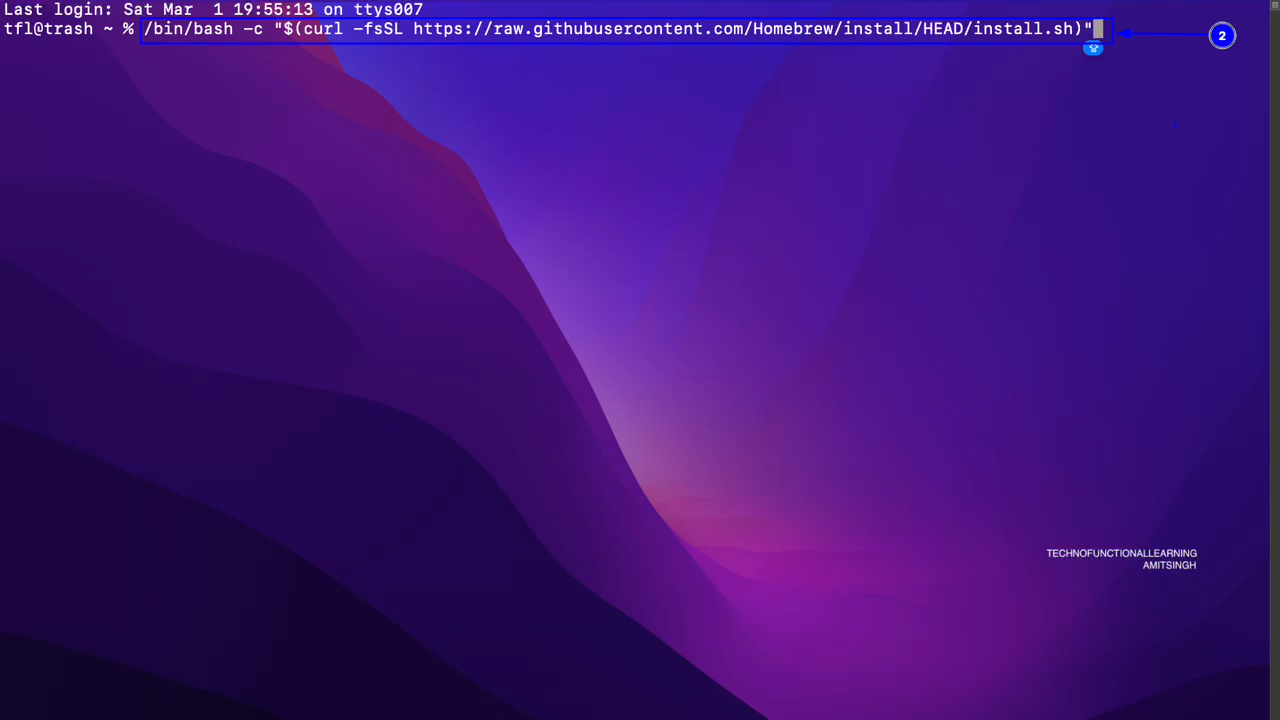 Last login: Sat Mar  1 19:55:13 on ttys007
tfl@trash ~ % /bin/bash -c "$(curl -fsSL https://raw.githubusercontent.com/Homebrew/install/HEAD/install.sh)"
2
TECHNOFUNCTIONALLEARNING
AMITSINGH